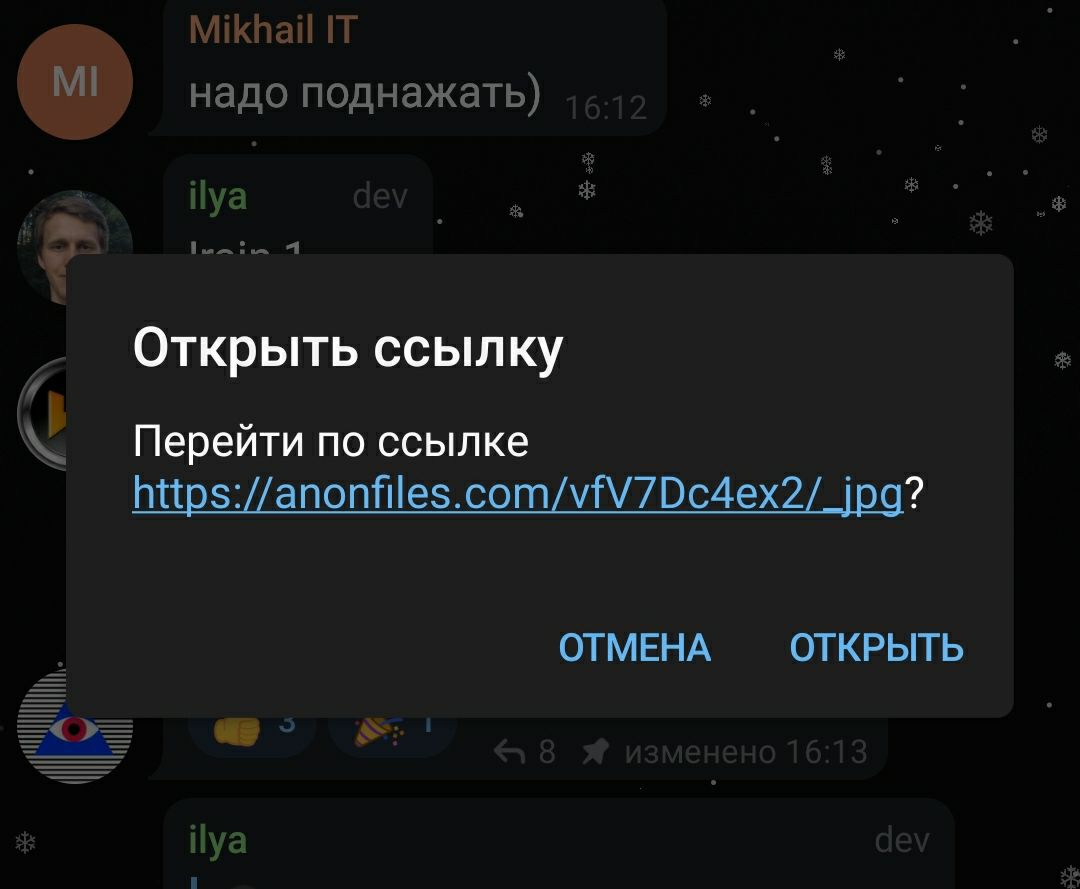 Mikhail IT
MI
надо поднажать) 16:12
ilya dev
Открыть ссылку
Перейти по ссылке
https://anonfiles.com/vfV7Dc4ex2/_jpg?
ОТМЕНА ОТКРЫТЬ
3 1
8 изменено 16:13
ilya dev